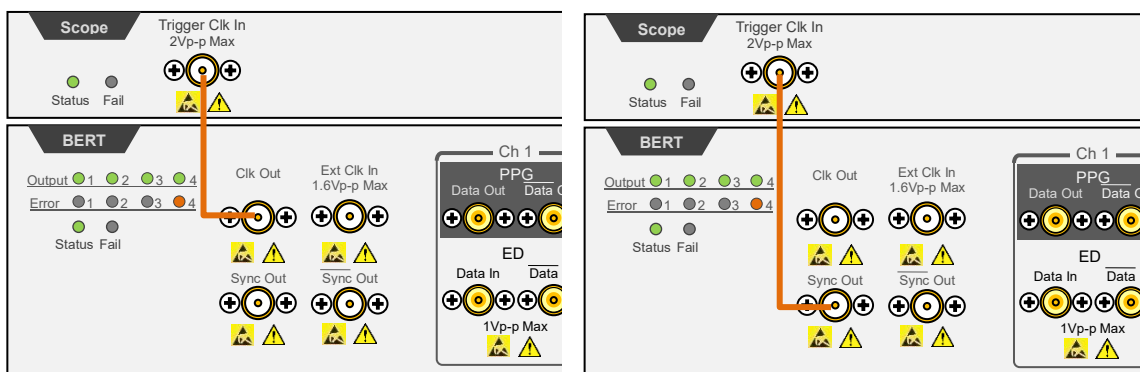 Scope
Trigger Clk In
2Vp-p Max
Status Fail
BERT
Output 1 2 3 4
Error 1 2 3 4
Status Fail
Clk Out
Ext Clk In
1.6Vp-p Max
Sync Out
Sync Out
Ch 1
PPG
Data Out Data
ED
Data In Data
1Vp-p Max
Scope
Trigger Clk In
2Vp-p Max
Status Fail
BERT
Output 1 2 3 4
Error 1 2 3 4
Status Fail
Clk Out
Ext Clk In
1.6Vp-p Max
Sync Out
Sync Out
Ch 1
PPG
Data Out Data
ED
Data In Data
1Vp-p Max